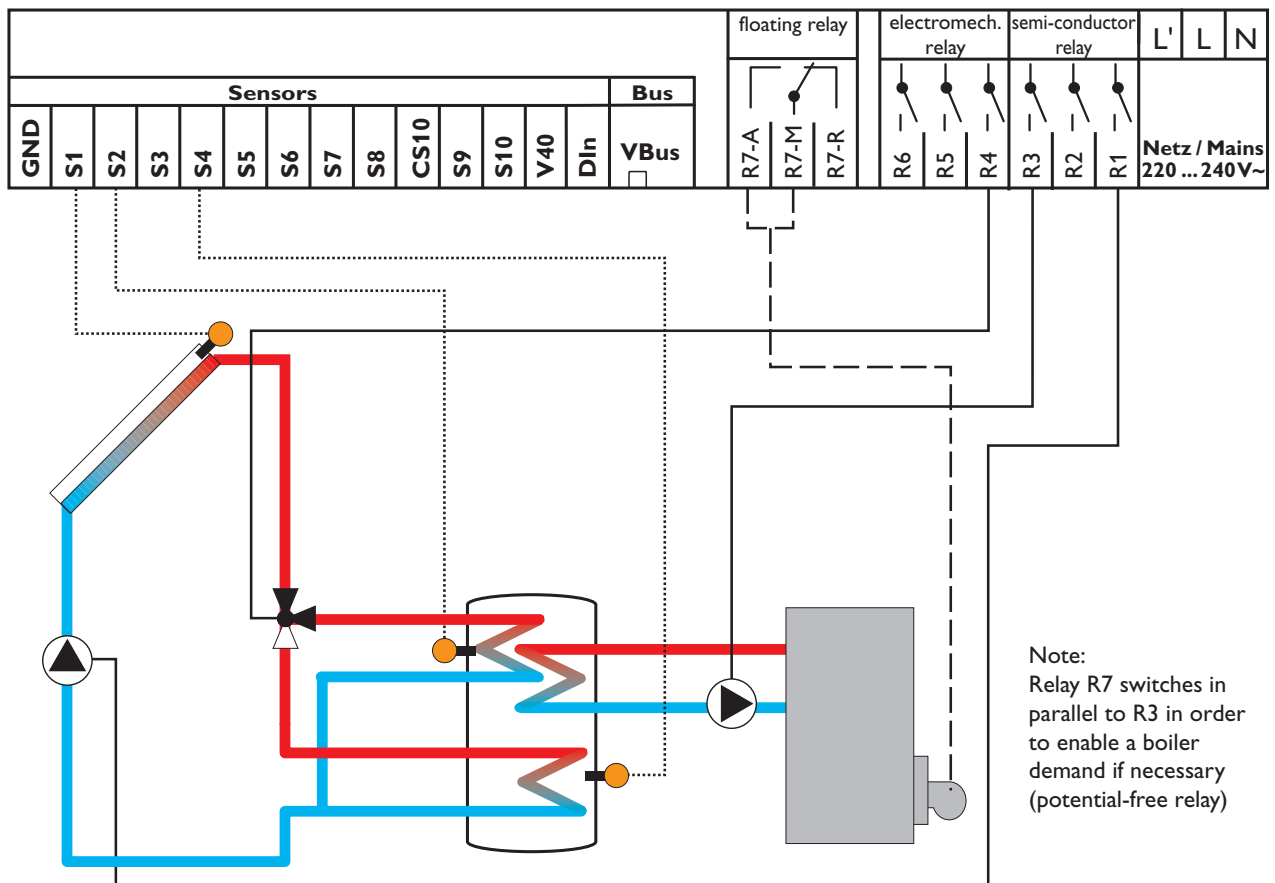 floating relay
electromech.
relay
semi-conductor
relay
L'
L
N
Sensors
Bus
GND
S1
S2
S3
S4
S5
S6
S7
S8
CS10
S9
S10
V40
DIn
VBus
R7-A
R7-M
R7-R
R6
R5
R4
R3
R2
R1
Netz / Mains
220 ... 240V~
Note:
Relay R7 switches in
parallel to R3 in order
to enable a boiler
demand if necessary
(potential-free relay)